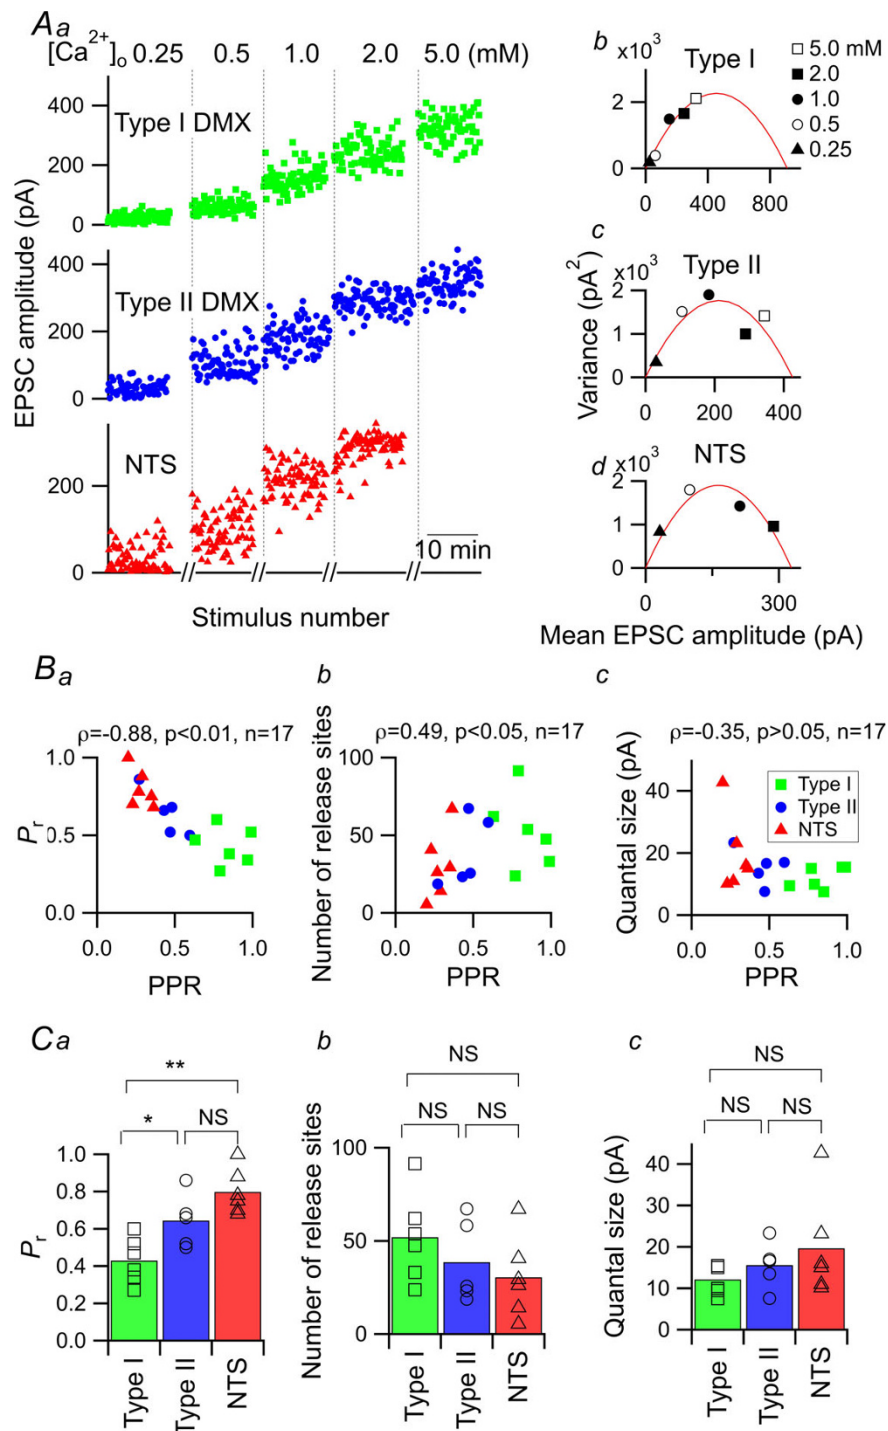 Aa
[Ca2+]o 0.25 0.5 1.0 2.0 5.0 (mM)
EPSC amplitude (pA)
400
200
0
Type I DMX
400
200
0
Type II DMX
200
0
NTS
10 min
Stimulus number
b
x10³
Type I
2
1
0
0 400 800
□ 5.0 mM
■ 2.0
● 1.0
○ 0.5
▲ 0.25
c
x10³
Type II
Variance (pA²)
2
1
0
0 200 400
d
x10³
NTS
2
1
0
0 300
Mean EPSC amplitude (pA)
Ba
ρ=-0.88, p<0.01, n=17
Pr
1.0
0.5
0.0
0.0 0.5 1.0
PPR
b
ρ=0.49, p<0.05, n=17
Number of release sites
100
50
0
0.0 0.5 1.0
PPR
c
ρ=-0.35, p>0.05, n=17
Quantal size (pA)
40
20
0
0.0 0.5 1.0
PPR
Type I
Type II
NTS
Ca
**
* NS
Pr
1.0
0.8
0.6
0.4
0.2
0.0
Type I
Type II
NTS
b
NS
NS NS
Number of release sites
100
50
0
Type I
Type II
NTS
c
NS
NS NS
Quantal size (pA)
40
30
20
10
0
Type I
Type II
NTS